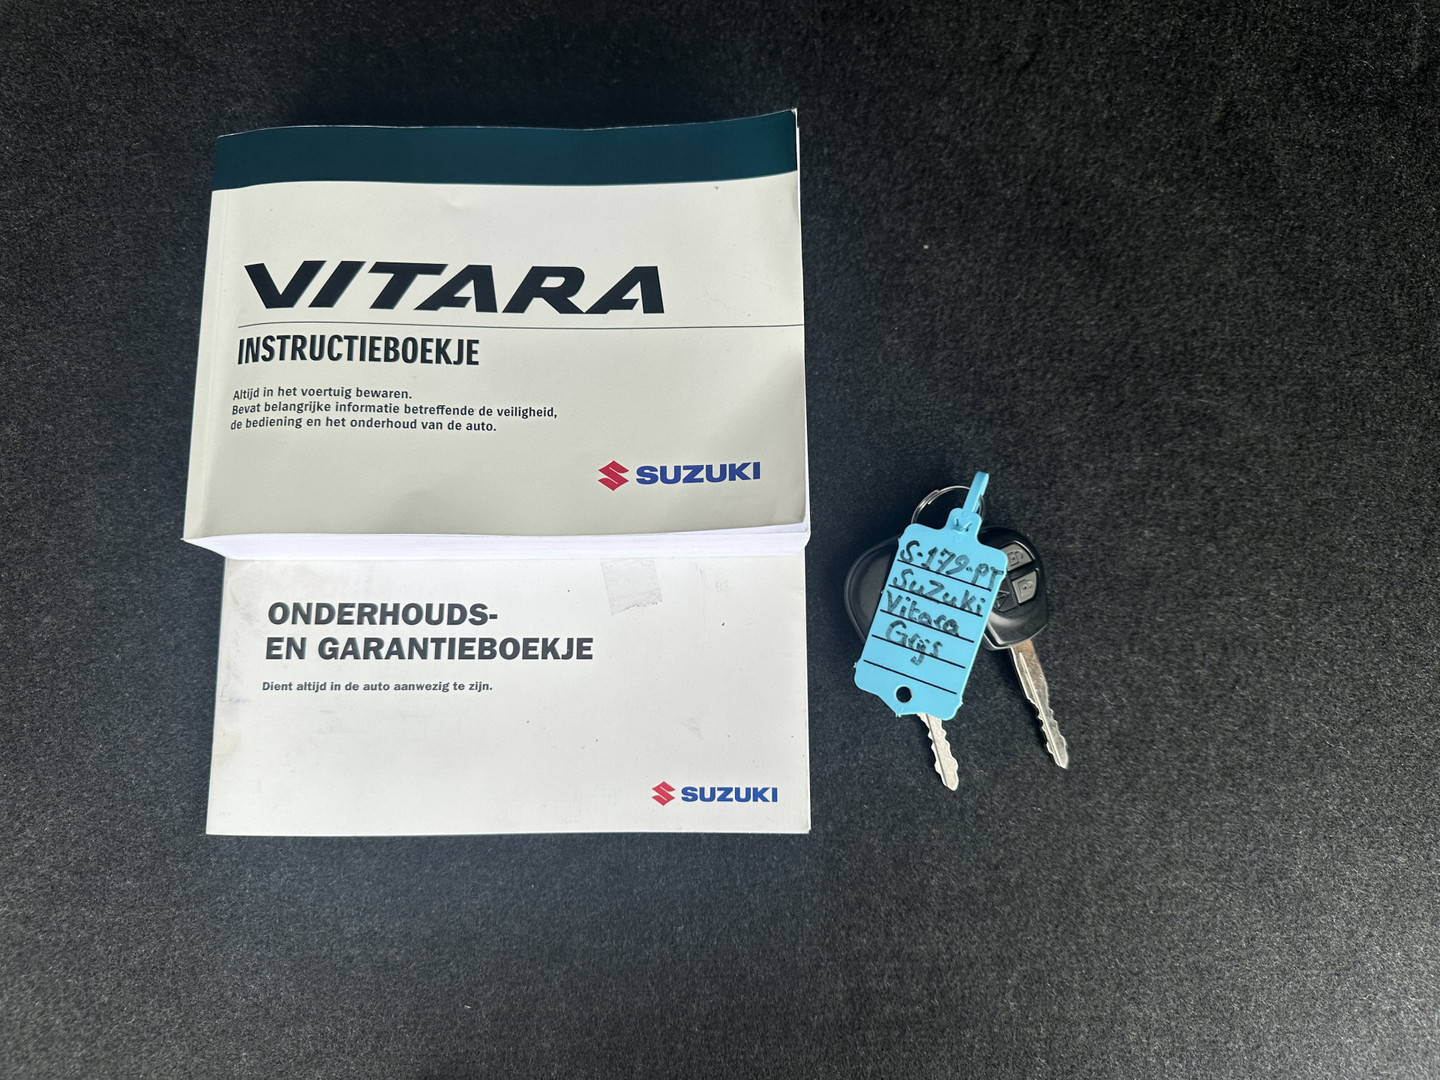 VITARA
INSTRUCTIEBOEKJE
Altijd in het voertuig bewaren.
Bevat belangrijke informatie betreffende de veiligheid,
de bediening en het onderhoud van de auto.
SUZUKI
ONDERHOUDS-
EN GARANTIEBOEKJE
Dient altijd in de auto aanwezig te zijn.
SUZUKI
S-179-PT
SuZuki
Vitara
Grijs